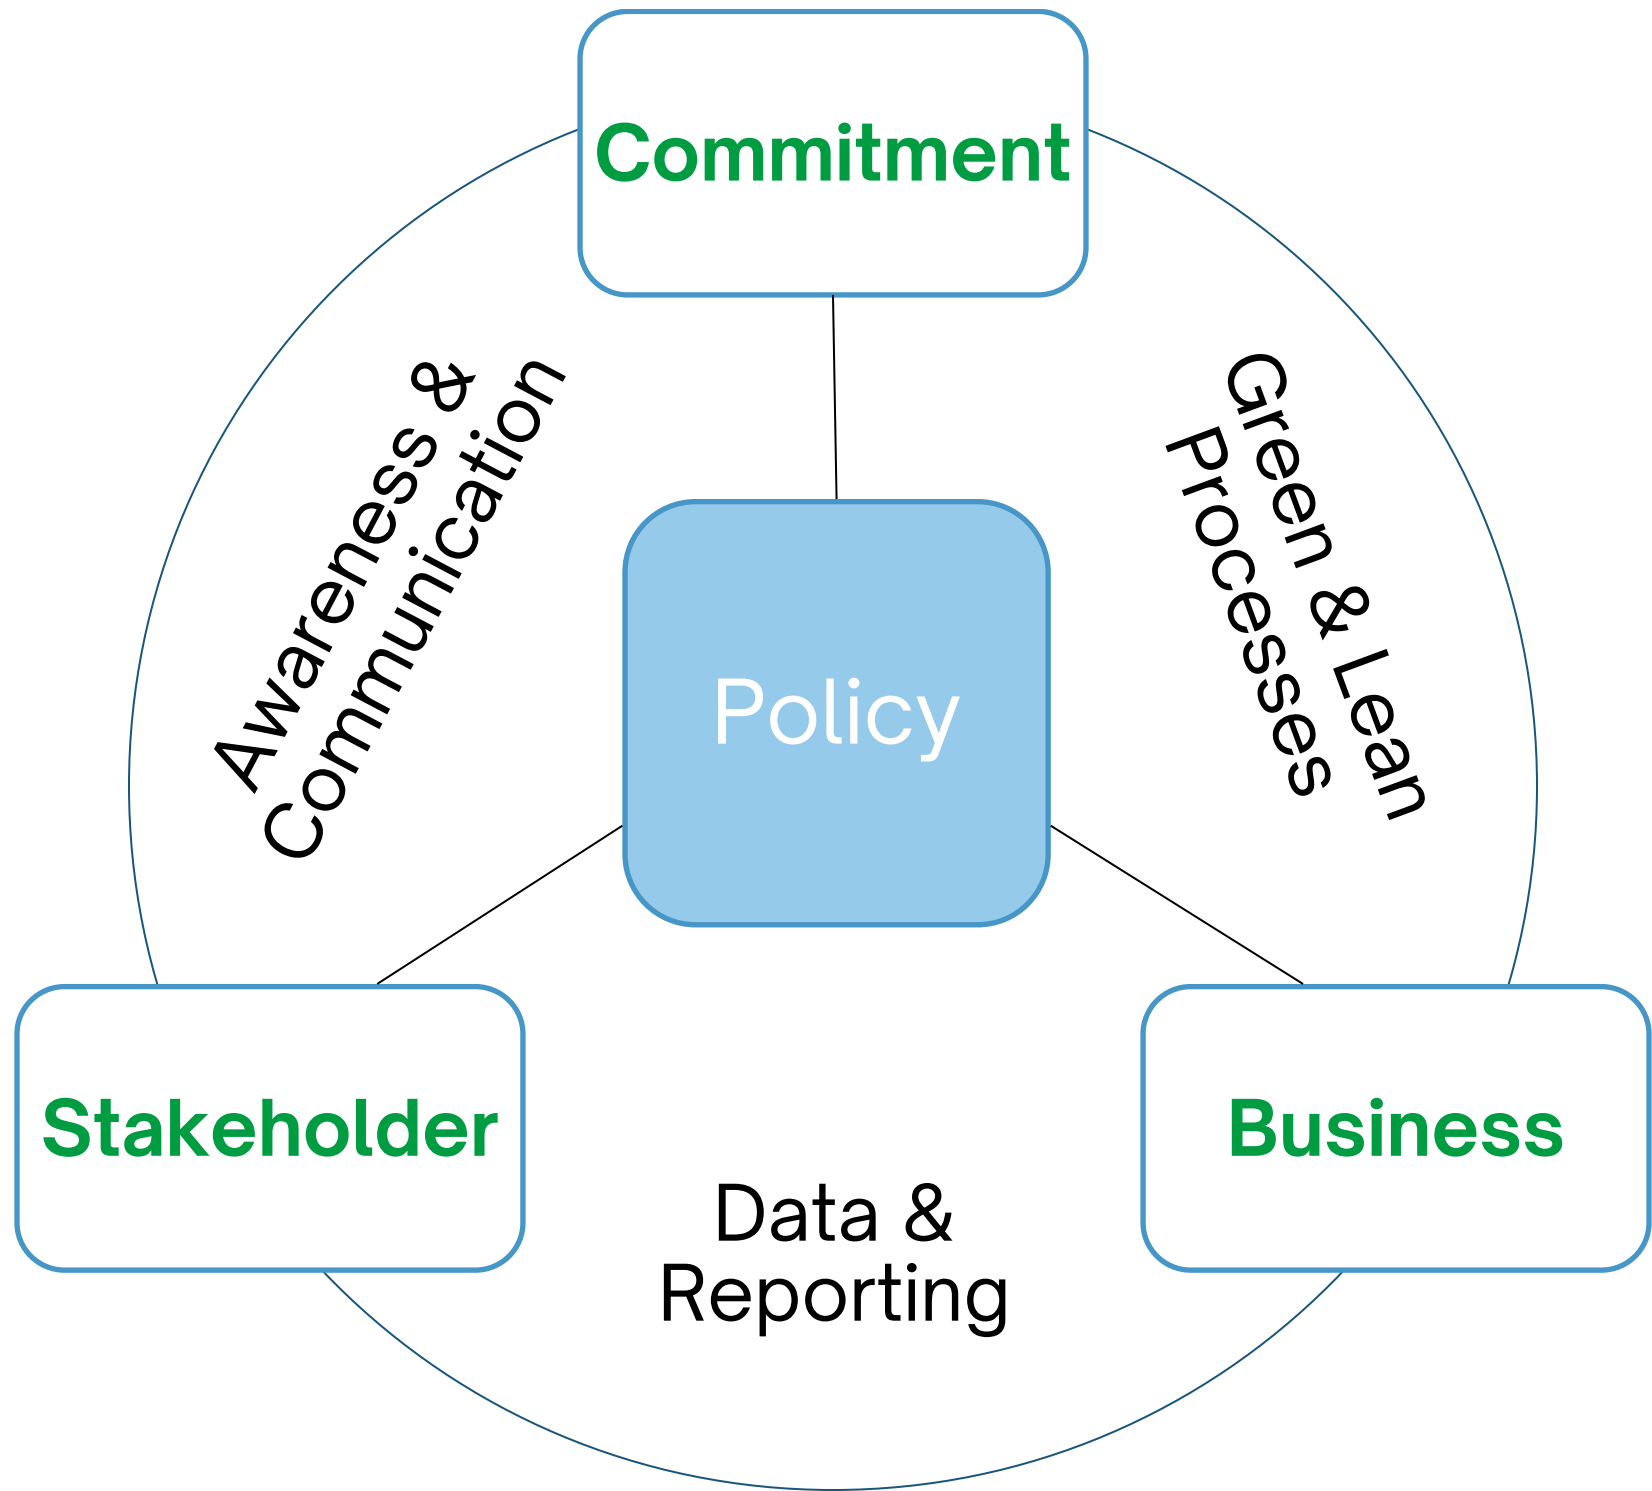 Commitment
Awareness &
Communication
Green & Lean
Processes
Policy
Stakeholder
Business
Data &
Reporting